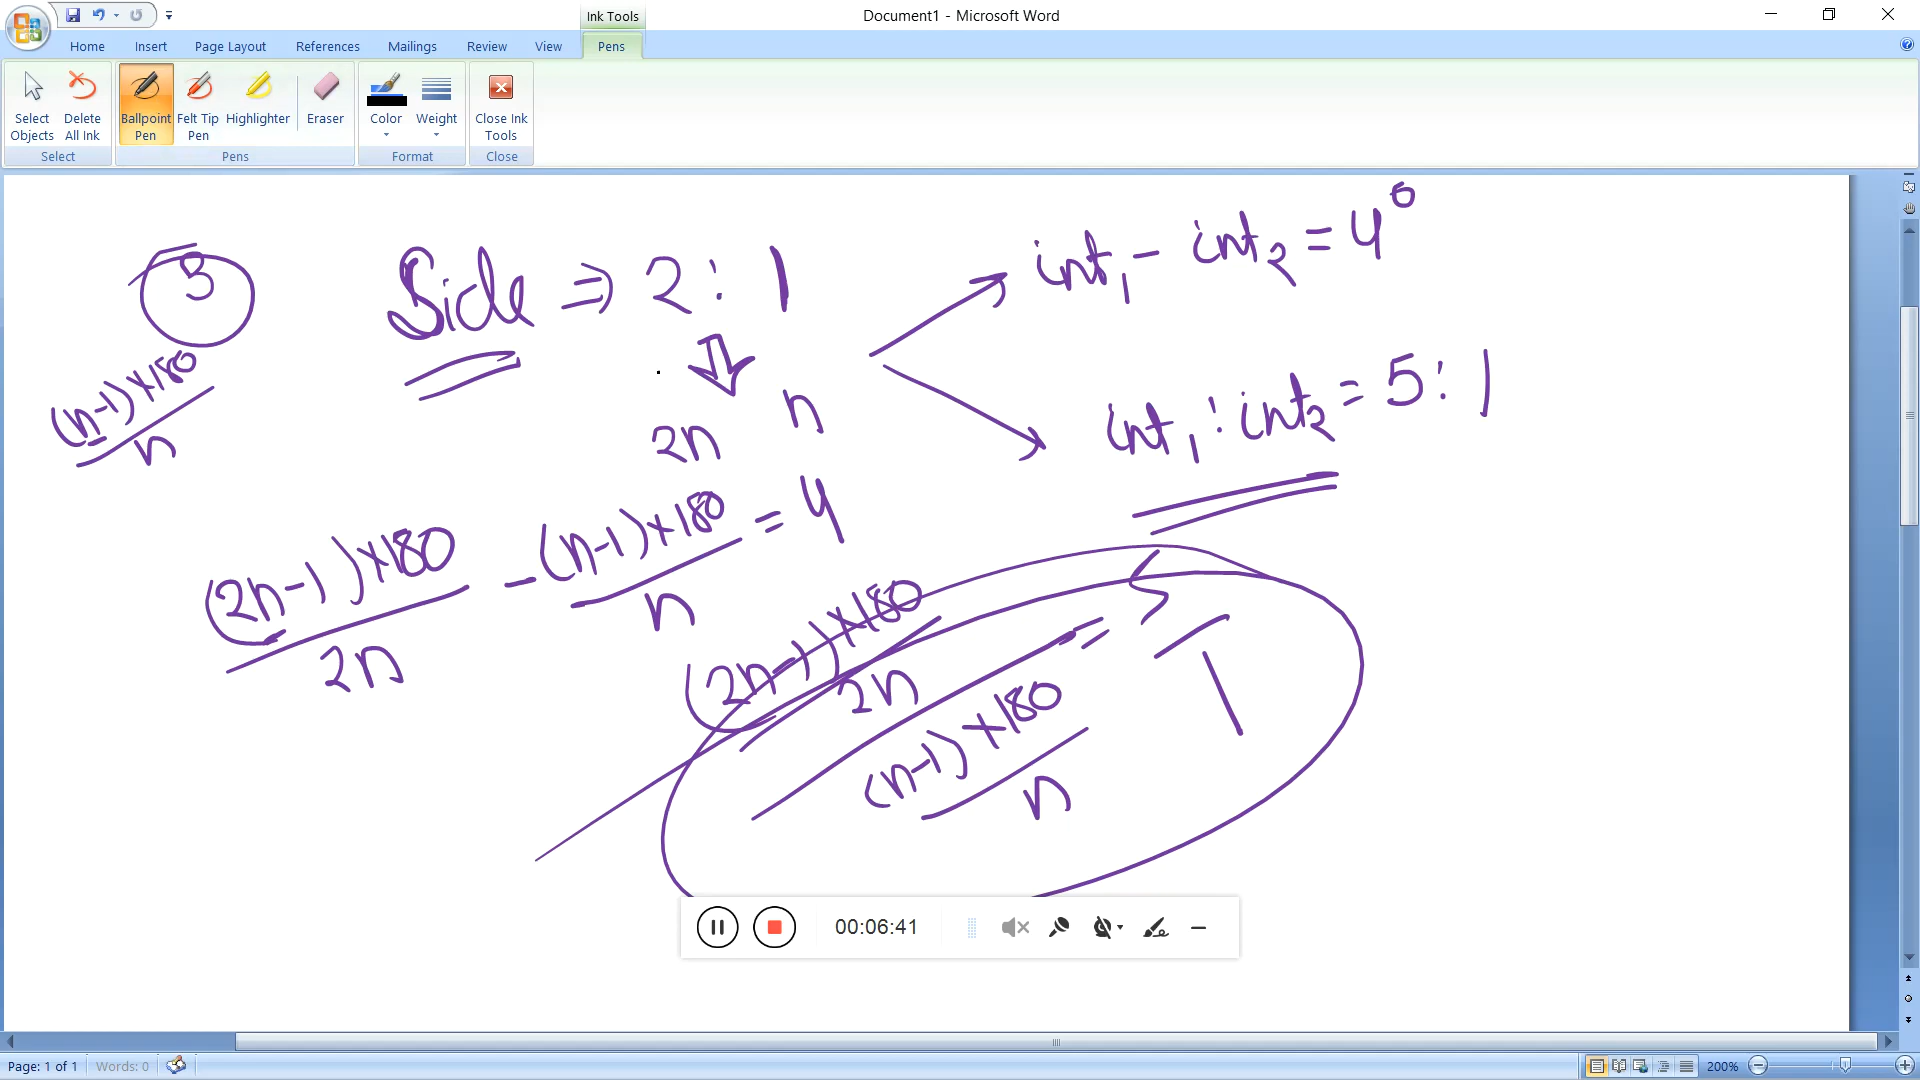 Ink Tools
Document1 - Microsoft Word
Home Insert Page Layout References Mailings Review View Pens
Select Objects
Delete All Ink
Ballpoint Pen
Felt Tip Pen
Highlighter
Eraser
Color
Weight
Close Ink Tools
Select Pens Format Close
int₁ - int₂ = 4°
3
Side ⇒ 2 : 1
(n-1)×180
n
2n n
int₁ : int₂ = 5 : 1
(2n-1)×180 - (n-1)×180 = 4
2n n
(2n-1)×180
2n
= 5
1
(n-1)×180
n
00:06:41
Page: 1 of 1 Words: 0 200%